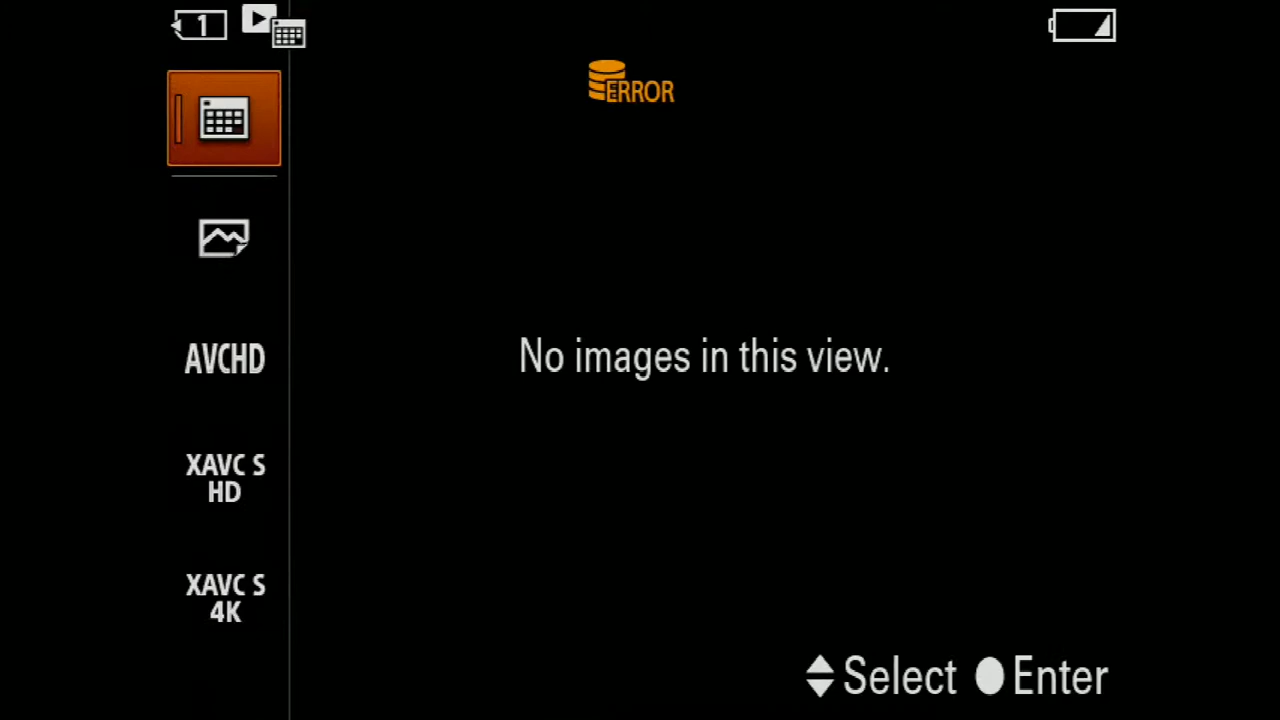 1
ERROR
No images in this view.
AVCHD
XAVC S
HD
XAVC S
4K
Select Enter